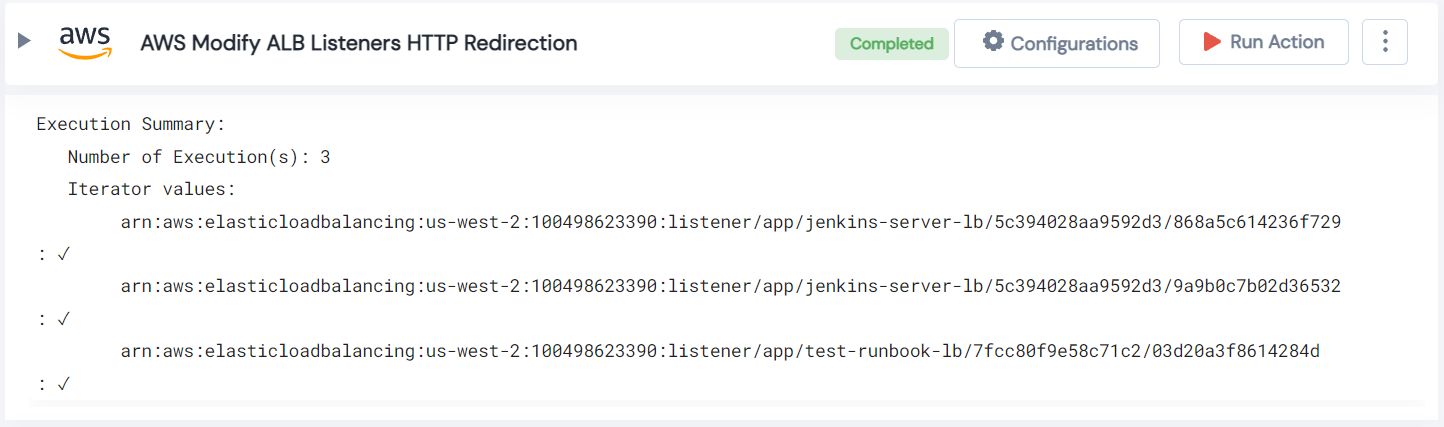 aws
AWS Modify ALB Listeners HTTP Redirection
Completed
Configurations
Run Action
Execution Summary:
Number of Execution(s): 3
Iterator values:
arn:aws:elasticloadbalancing:us-west-2:100498623390:listener/app/jenkins-server-lb/5c394028aa9592d3/868a5c614236f729
: ✓
arn:aws:elasticloadbalancing:us-west-2:100498623390:listener/app/jenkins-server-lb/5c394028aa9592d3/9a9b0c7b02d36532
: ✓
arn:aws:elasticloadbalancing:us-west-2:100498623390:listener/app/test-runbook-lb/7fcc80f9e58c71c2/03d20a3f8614284d
: ✓